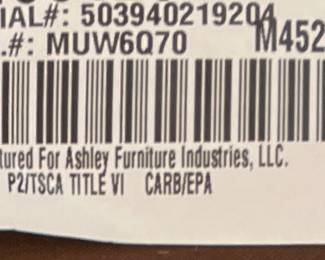 IAL#: 503940219204
.#: MUW6Q70 M452
tured For Ashley Furniture Industries, LLC.
P2/TSCA TITLE VI CARB/EPA